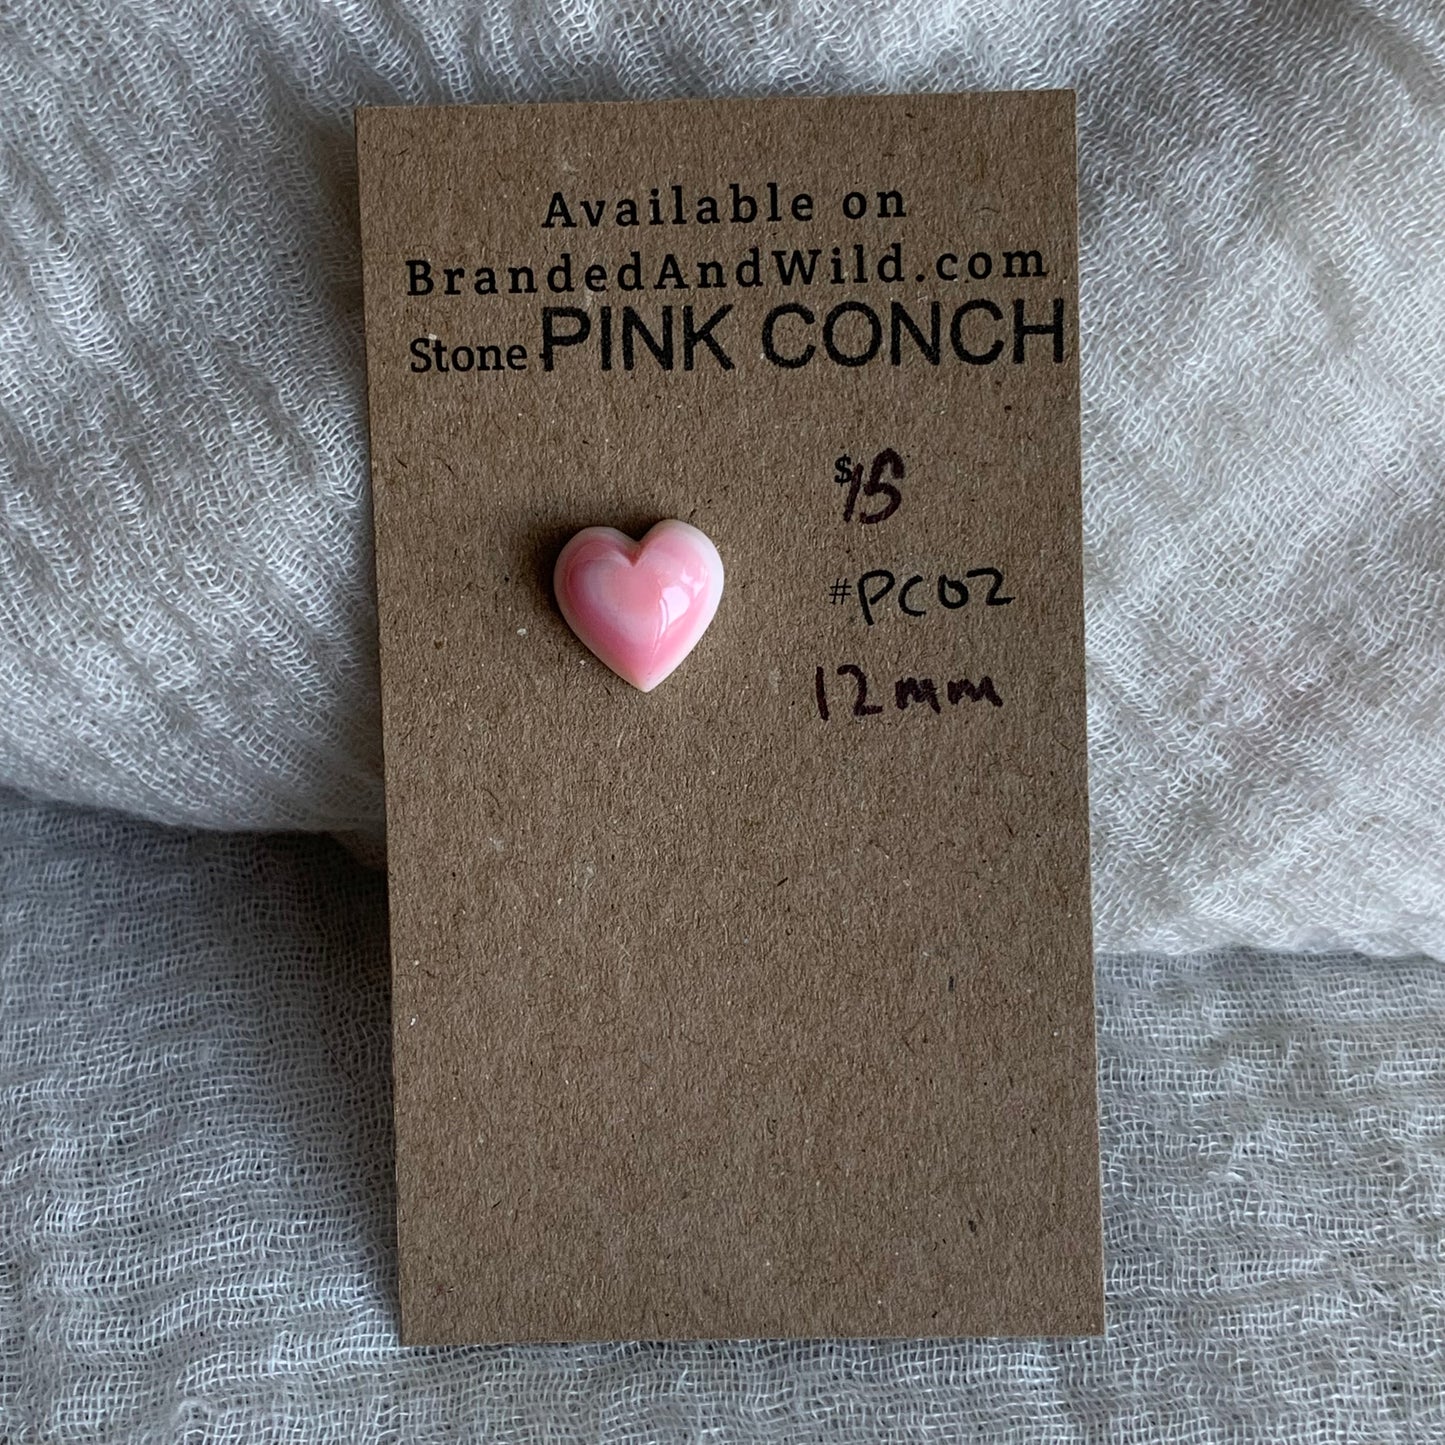 Available on
BrandedAndWild.com
Stone PINK CONCH
$15
#PC02
12mm